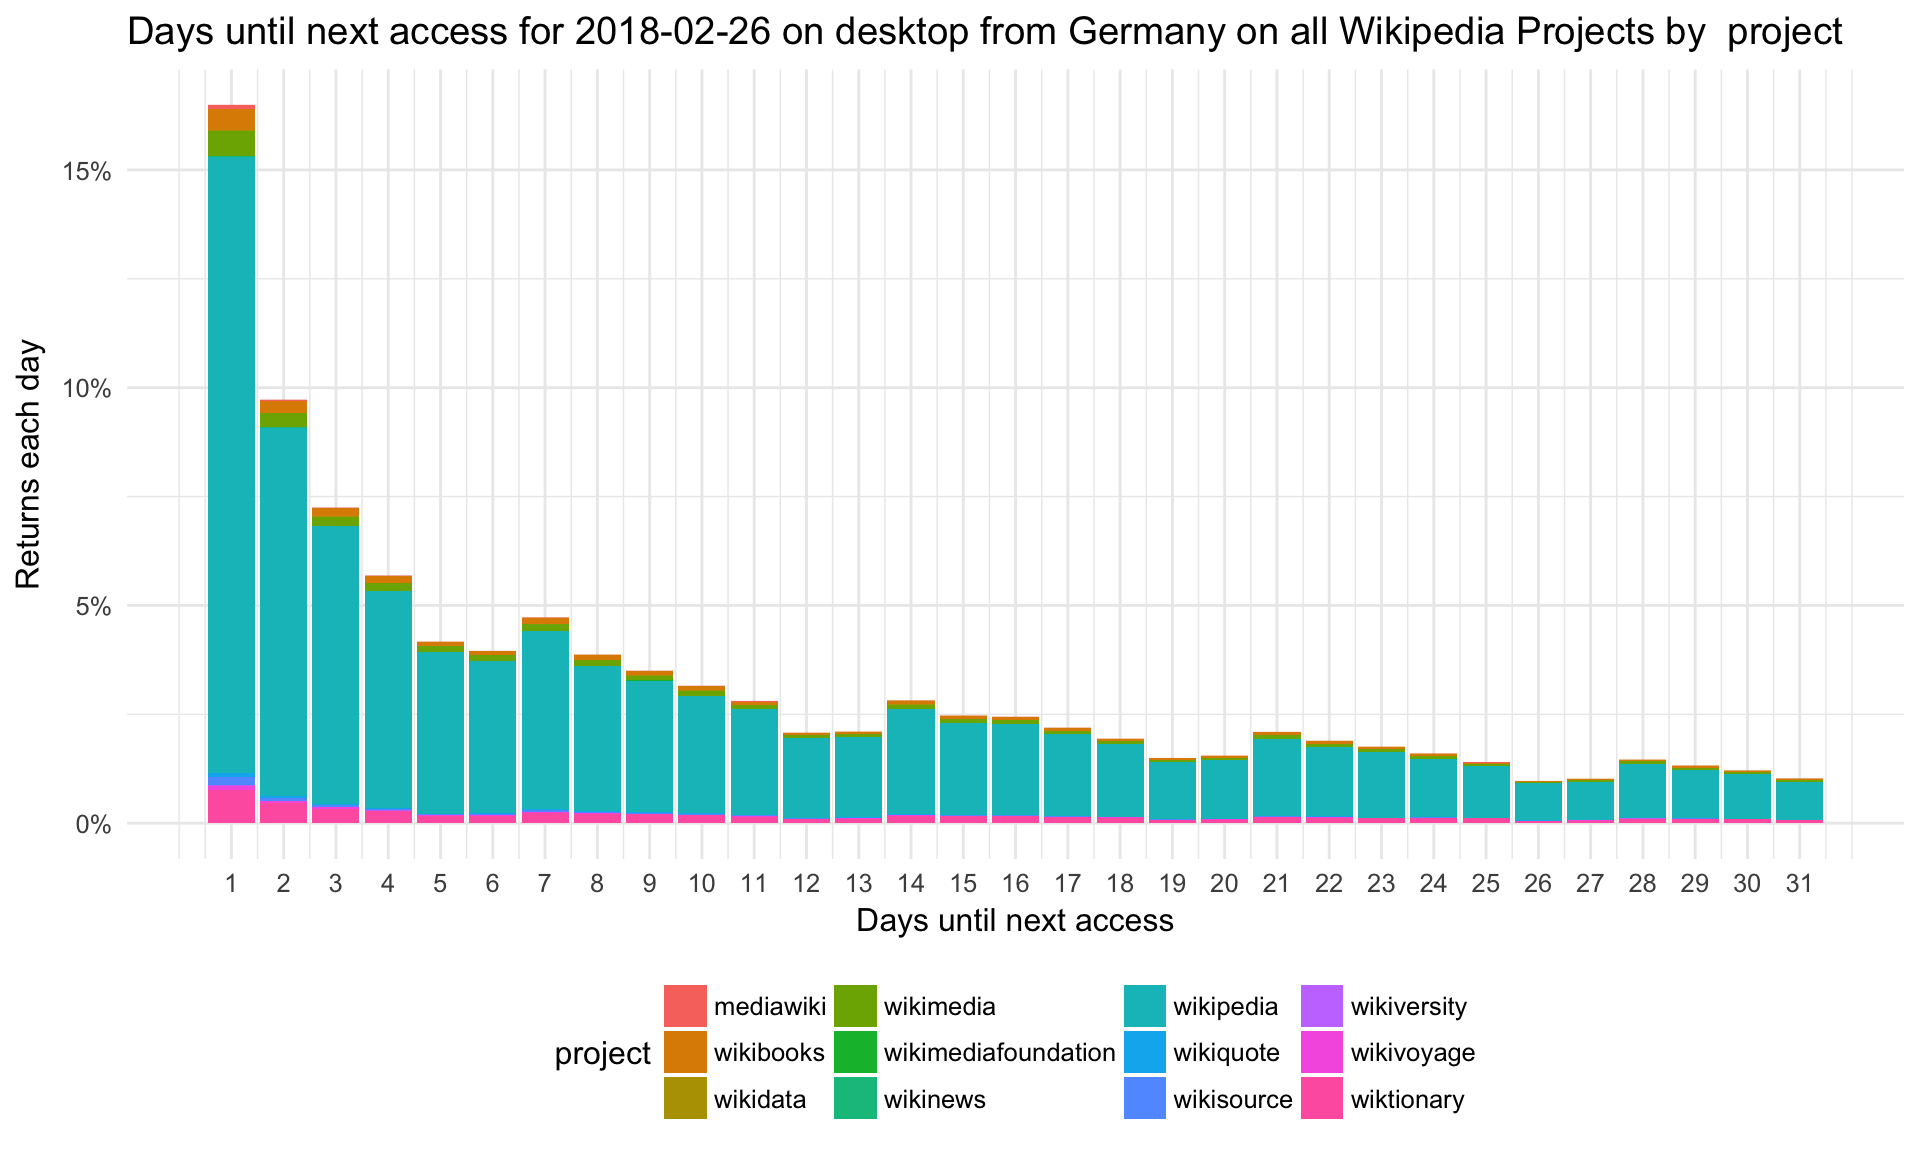 Days until next access for 2018-02-26 on desktop from Germany on all Wikipedia Projects by  project
Returns each day
15%
10%
5%
0%
1 2 3 4 5 6 7 8 9 10 11 12 13 14 15 16 17 18 19 20 21 22 23 24 25 26 27 28 29 30 31
Days until next access
project
mediawiki wikimedia wikipedia wikiversity
wikibooks wikimediafoundation wikiquote wikivoyage
wikidata wikinews wikisource wiktionary